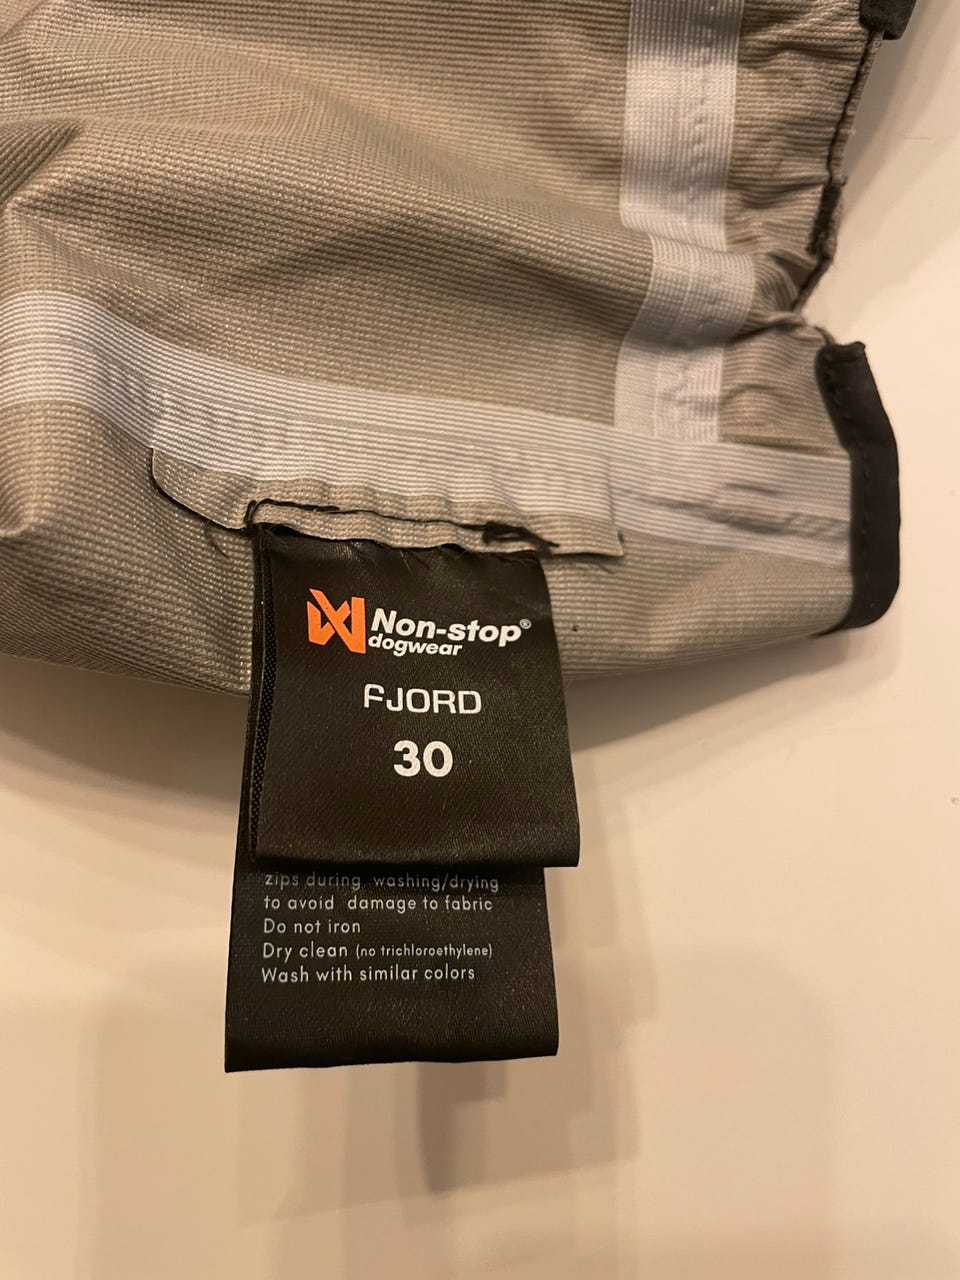 Non-stop®
dogwear
FJORD
30
zips during washing/drying
to avoid damage to fabric
Do not iron
Dry clean (no trichloroethylene)
Wash with similar colors